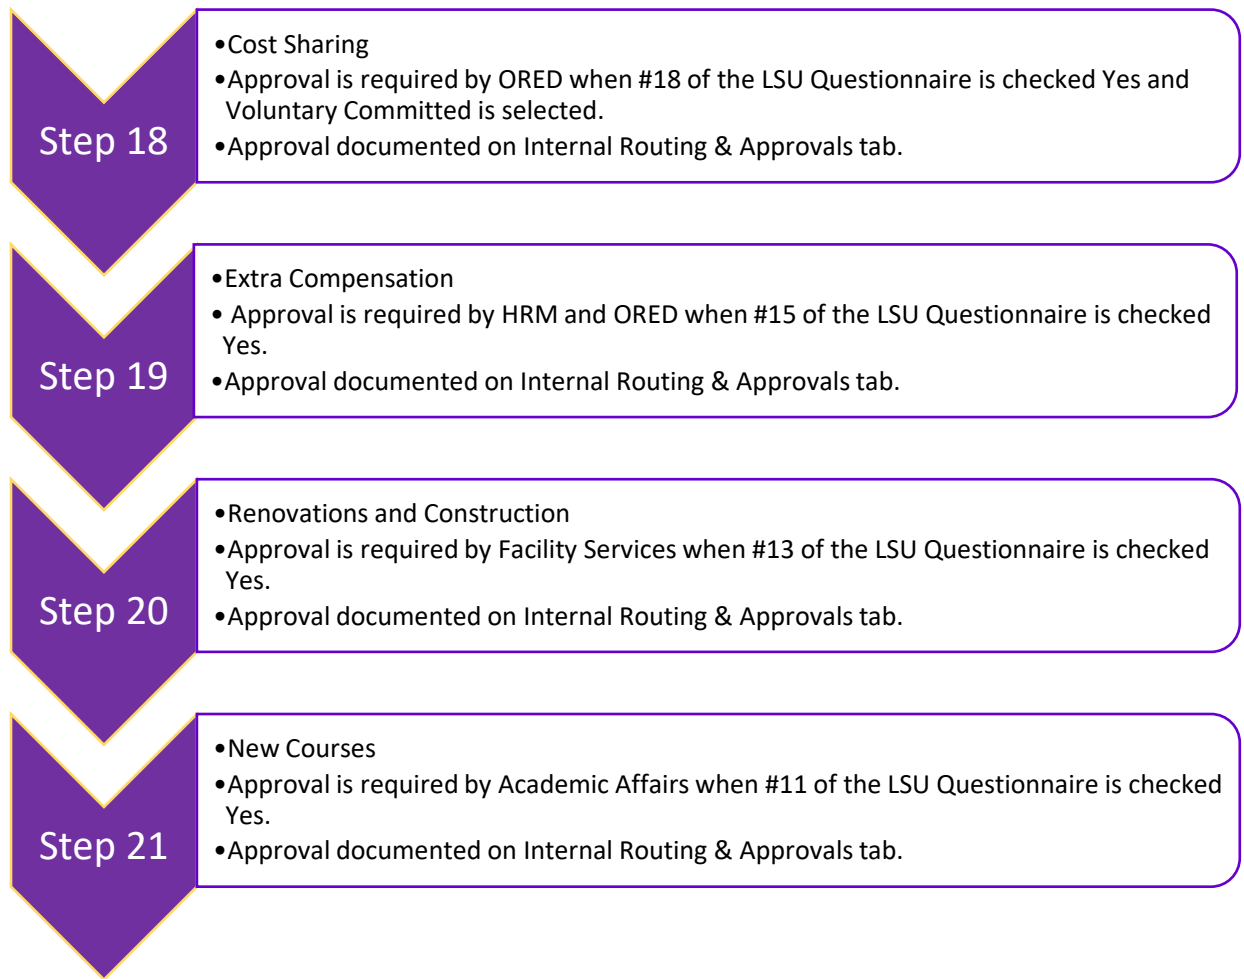 Step 18
•Cost Sharing
•Approval is required by ORED when #18 of the LSU Questionnaire is checked Yes and
Voluntary Committed is selected.
•Approval documented on Internal Routing & Approvals tab.
Step 19
•Extra Compensation
• Approval is required by HRM and ORED when #15 of the LSU Questionnaire is checked
Yes.
•Approval documented on Internal Routing & Approvals tab.
Step 20
•Renovations and Construction
•Approval is required by Facility Services when #13 of the LSU Questionnaire is checked
Yes.
•Approval documented on Internal Routing & Approvals tab.
Step 21
•New Courses
•Approval is required by Academic Affairs when #11 of the LSU Questionnaire is checked
Yes.
•Approval documented on Internal Routing & Approvals tab.